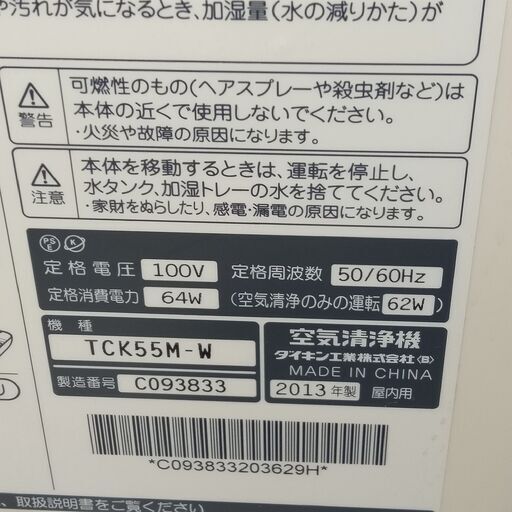 や汚れが気になるとき、加湿量（水の減りかた）が
警告
可燃性のもの（ヘアスプレーや殺虫剤など）は
本体の近くで使用しないでください。
・火災や故障の原因になります。
注意
本体を移動するときは、運転を停止し、
水タンク、加湿トレーの水を捨ててください。
・家財をぬらしたり、感電・漏電の原因になります。
PS
E
定格電圧 100V 定格周波数 50/60Hz
定格消費電力 64W （空気清浄のみの運転 62W）
機種
TCK55M-W
製造番号 C093833
空気清浄機
ダイキン工業株式会社
MADE IN CHINA
2013 年製 屋内用
*C093833203629H*
、取扱説明書をご覧ください